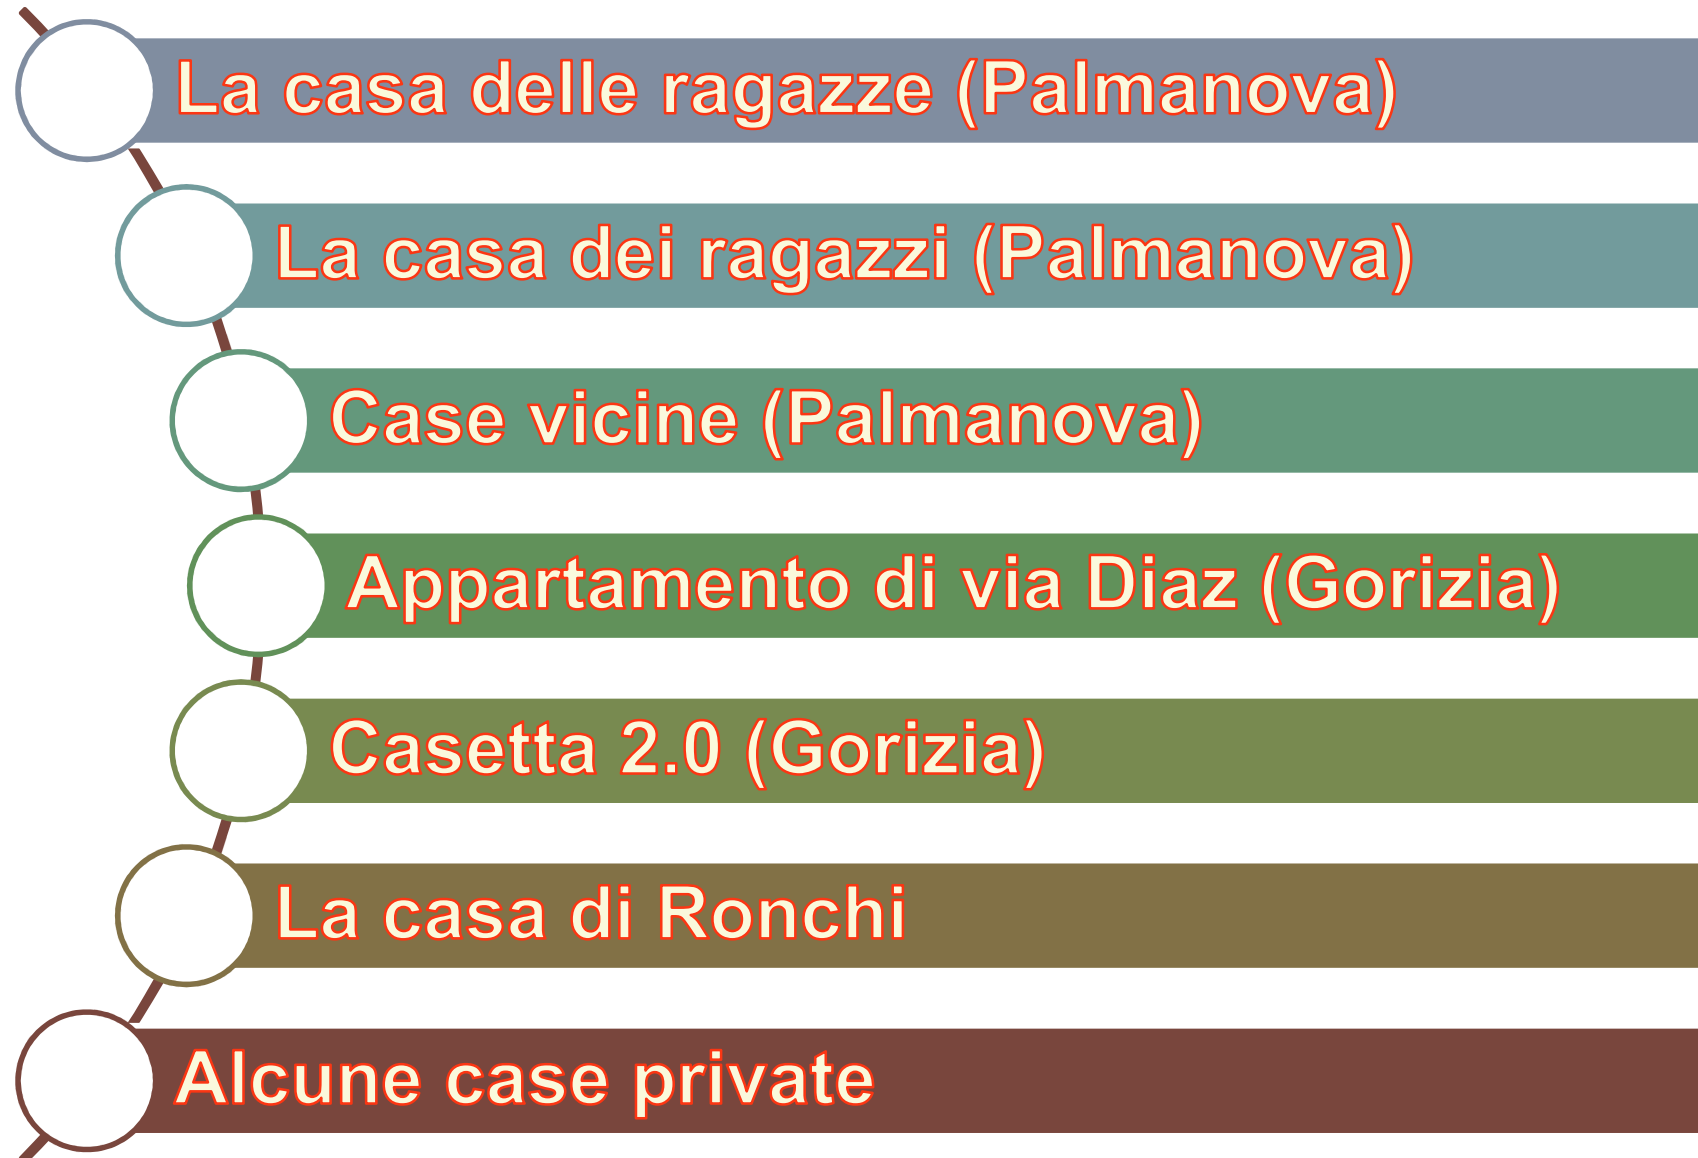 La casa delle ragazze (Palmanova)
La casa dei ragazzi (Palmanova)
Case vicine (Palmanova)
Appartamento di via Diaz (Gorizia)
Casetta 2.0 (Gorizia)
La casa di Ronchi
Alcune case private